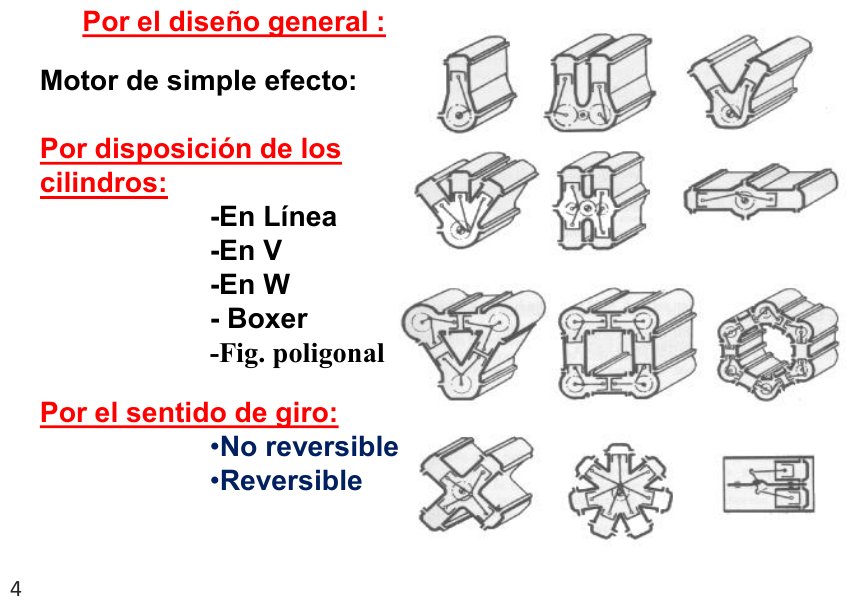 Por el diseño general :
Motor de simple efecto:
Por disposición de los
cilindros:
-En Línea
-En V
-En W
- Boxer
-Fig. poligonal
Por el sentido de giro:
•No reversible
•Reversible
4